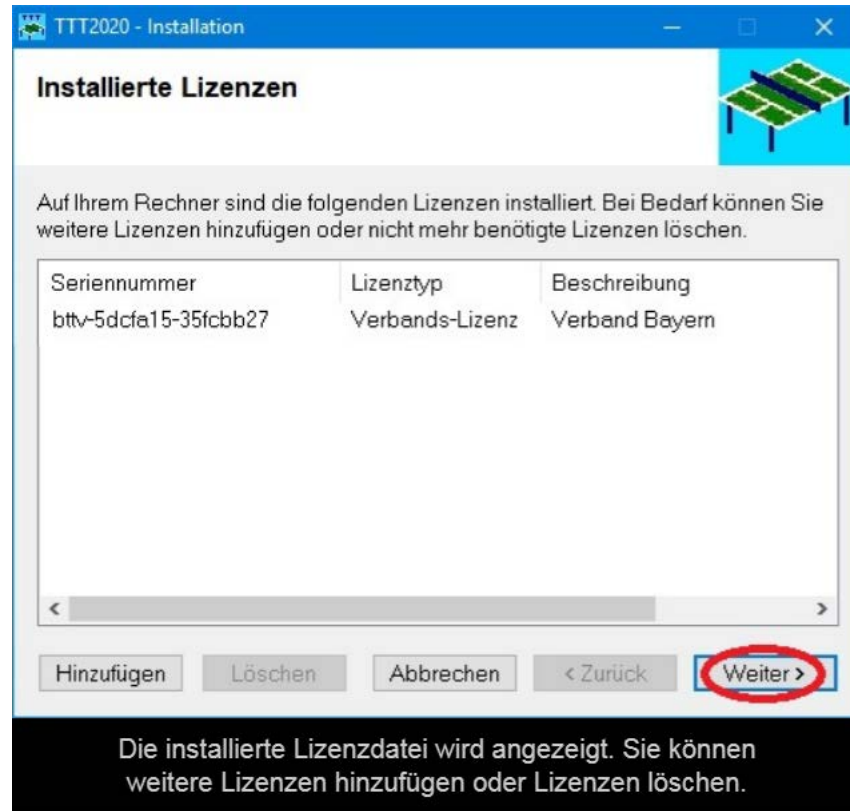 TTT2020 - Installation
Installierte Lizenzen
Auf Ihrem Rechner sind die folgenden Lizenzen installiert. Bei Bedarf können Sie
weitere Lizenzen hinzufügen oder nicht mehr benötigte Lizenzen löschen.
Seriennummer Lizenztyp Beschreibung
bttv-5dcfa15-35fcbb27 Verbands-Lizenz Verband Bayern
Hinzufügen Löschen Abbrechen < Zurück Weiter >
Die installierte Lizenzdatei wird angezeigt. Sie können
weitere Lizenzen hinzufügen oder Lizenzen löschen.